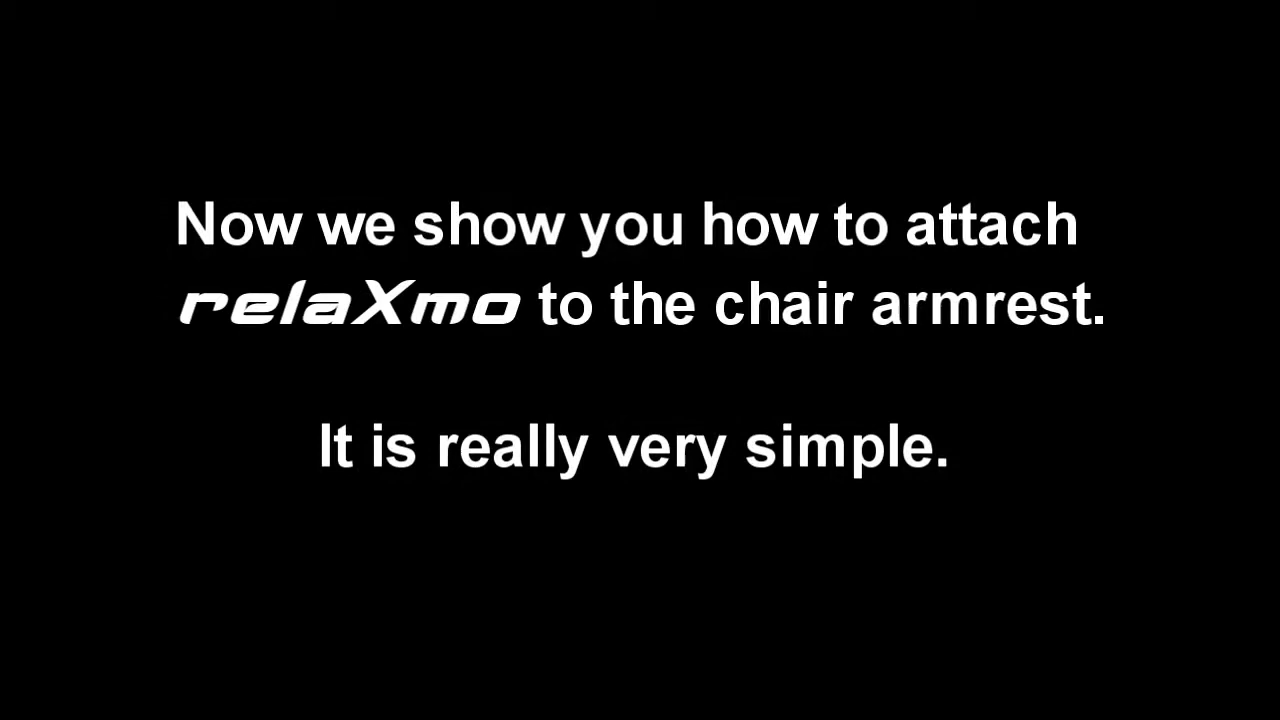 Now we show you how to attach
relaXmo to the chair armrest.
It is really very simple.